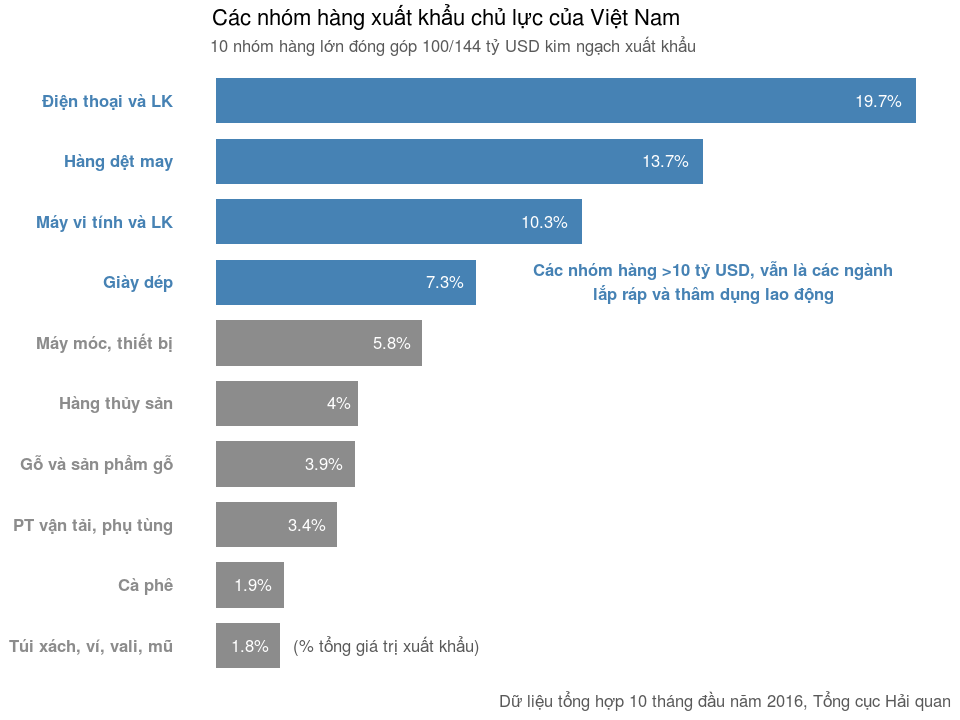 Các nhóm hàng xuất khẩu chủ lực của Việt Nam
10 nhóm hàng lớn đóng góp 100/144 tỷ USD kim ngạch xuất khẩu
Điện thoại và LK 19.7%
Hàng dệt may 13.7%
Máy vi tính và LK 10.3%
Giày dép 7.3%
Các nhóm hàng >10 tỷ USD, vẫn là các ngành
lắp ráp và thâm dụng lao động
Máy móc, thiết bị 5.8%
Hàng thủy sản 4%
Gỗ và sản phẩm gỗ 3.9%
PT vận tải, phụ tùng 3.4%
Cà phê 1.9%
Túi xách, ví, vali, mũ 1.8% (% tổng giá trị xuất khẩu)
Dữ liệu tổng hợp 10 tháng đầu năm 2016, Tổng cục Hải quan